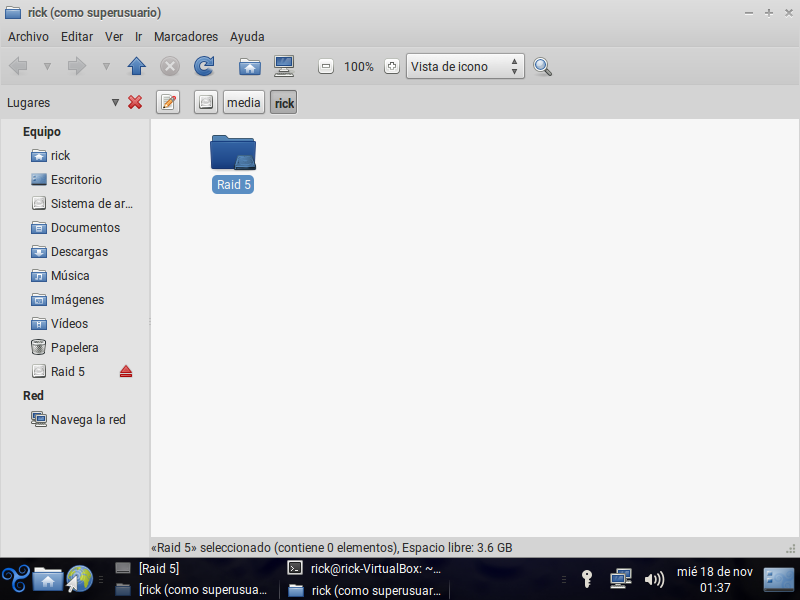 rick (como superusuario)
Archivo Editar Ver Ir Marcadores Ayuda
100% Vista de icono
Lugares media rick
Equipo
rick
Escritorio
Sistema de ar...
Documentos
Descargas
Música
Imágenes
Vídeos
Papelera
Raid 5
Red
Navega la red
Raid 5
«Raid 5» seleccionado (contiene 0 elementos), Espacio libre: 3.6 GB
[Raid 5] rick@rick-VirtualBox: ~...
[rick (como superusua... rick (como superusuar...
mié 18 de nov
01:37